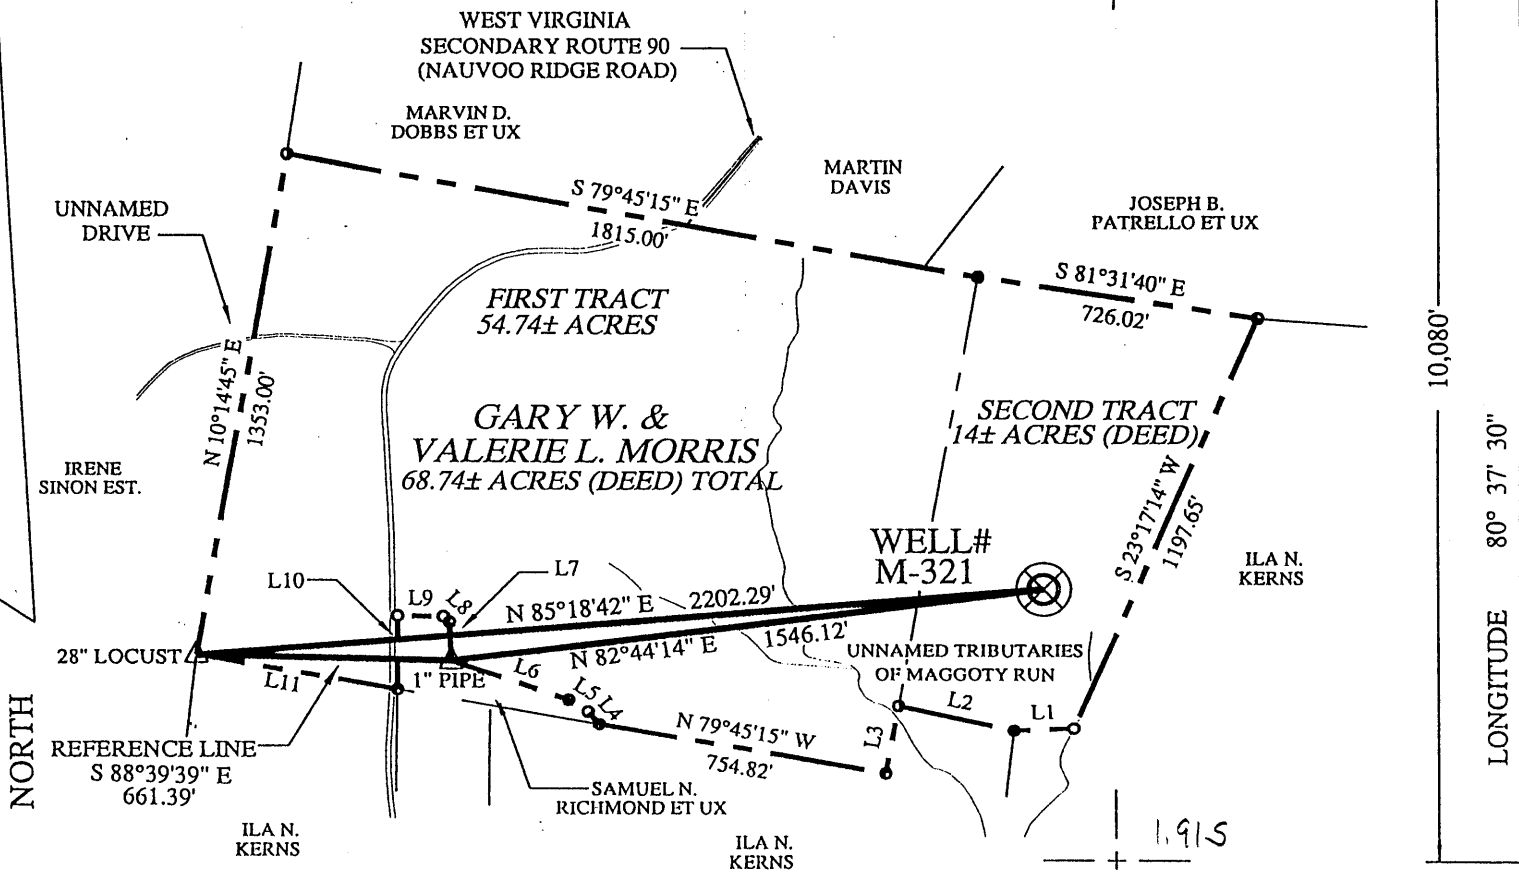 WEST VIRGINIA
SECONDARY ROUTE 90
(NAUVOO RIDGE ROAD)
MARVIN D.
DOBBS ET UX
MARTIN
DAVIS
JOSEPH B.
PATRELLO ET UX
UNNAMED
DRIVE
S 79°45'15" E
1815.00'
S 81°31'40" E
726.02'
FIRST TRACT
54.74± ACRES
N 10°14'45" E
1353.00'
GARY W. &
VALERIE L. MORRIS
68.74± ACRES (DEED) TOTAL
SECOND TRACT
14± ACRES (DEED)
IRENE
SINON EST.
S 23°17'14" W
1197.65'
ILA N.
KERNS
WELL#
M-321
L10
L9
L8
L7
N 85°18'42" E 2202.29'
N 82°44'14" E 1546.12'
28" LOCUST
L11
1" PIPE
L6
L5
L4
UNNAMED TRIBUTARIES
OF MAGGOTY RUN
L3
L2
L1
N 79°45'15" W
754.82'
REFERENCE LINE
S 88°39'39" E
661.39'
SAMUEL N.
RICHMOND ET UX
ILA N.
KERNS
ILA N.
KERNS
1.91S
NORTH
10,080'
LONGITUDE 80° 37' 30"